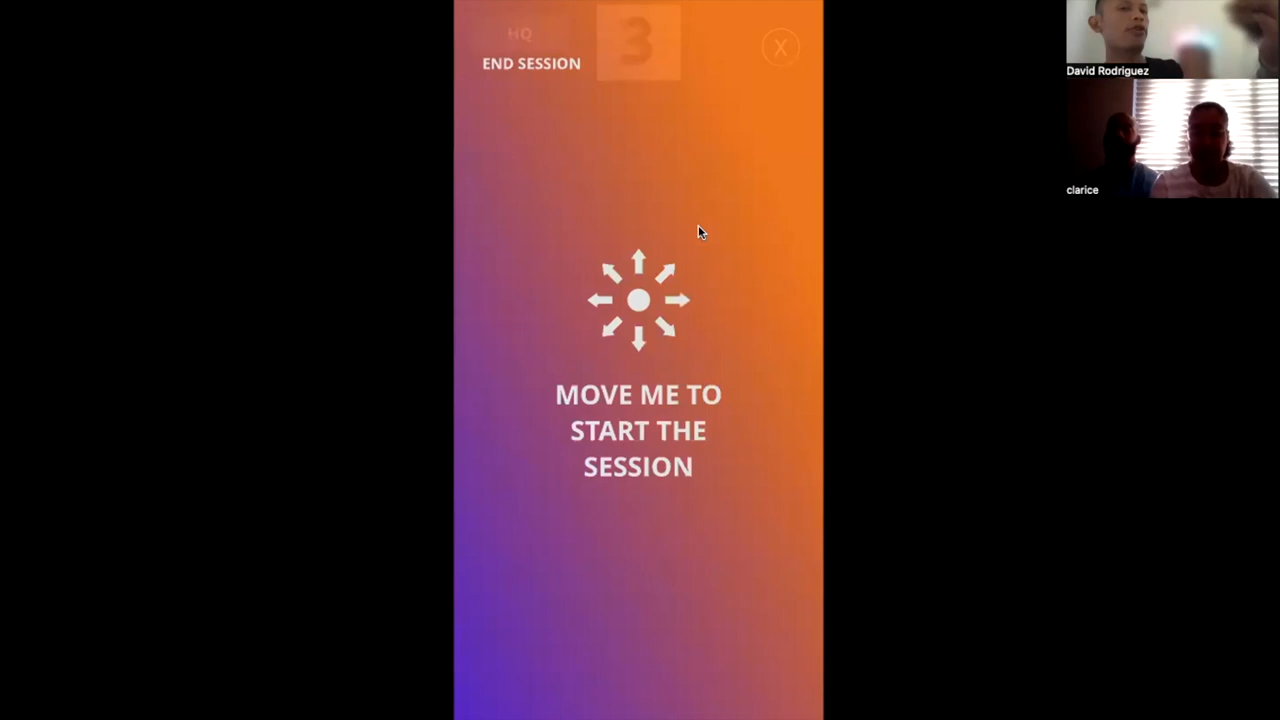 HQ
3
X
END SESSION
MOVE ME TO
START THE
SESSION
David Rodriguez
clarice